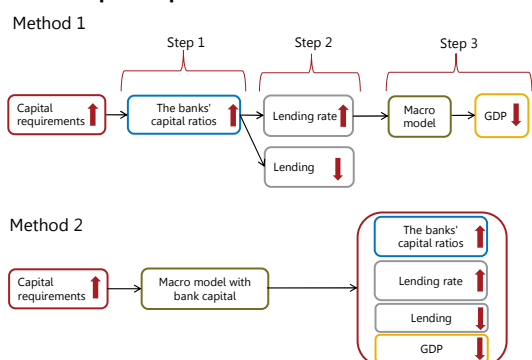 Method 1
Step 1
Step 2
Step 3
Capital
requirements
The banks'
capital ratios
Lending rate
Macro
model
GDP
Lending
Method 2
The banks'
capital ratios
Capital
requirements
Macro model with
bank capital
Lending rate
Lending
GDP